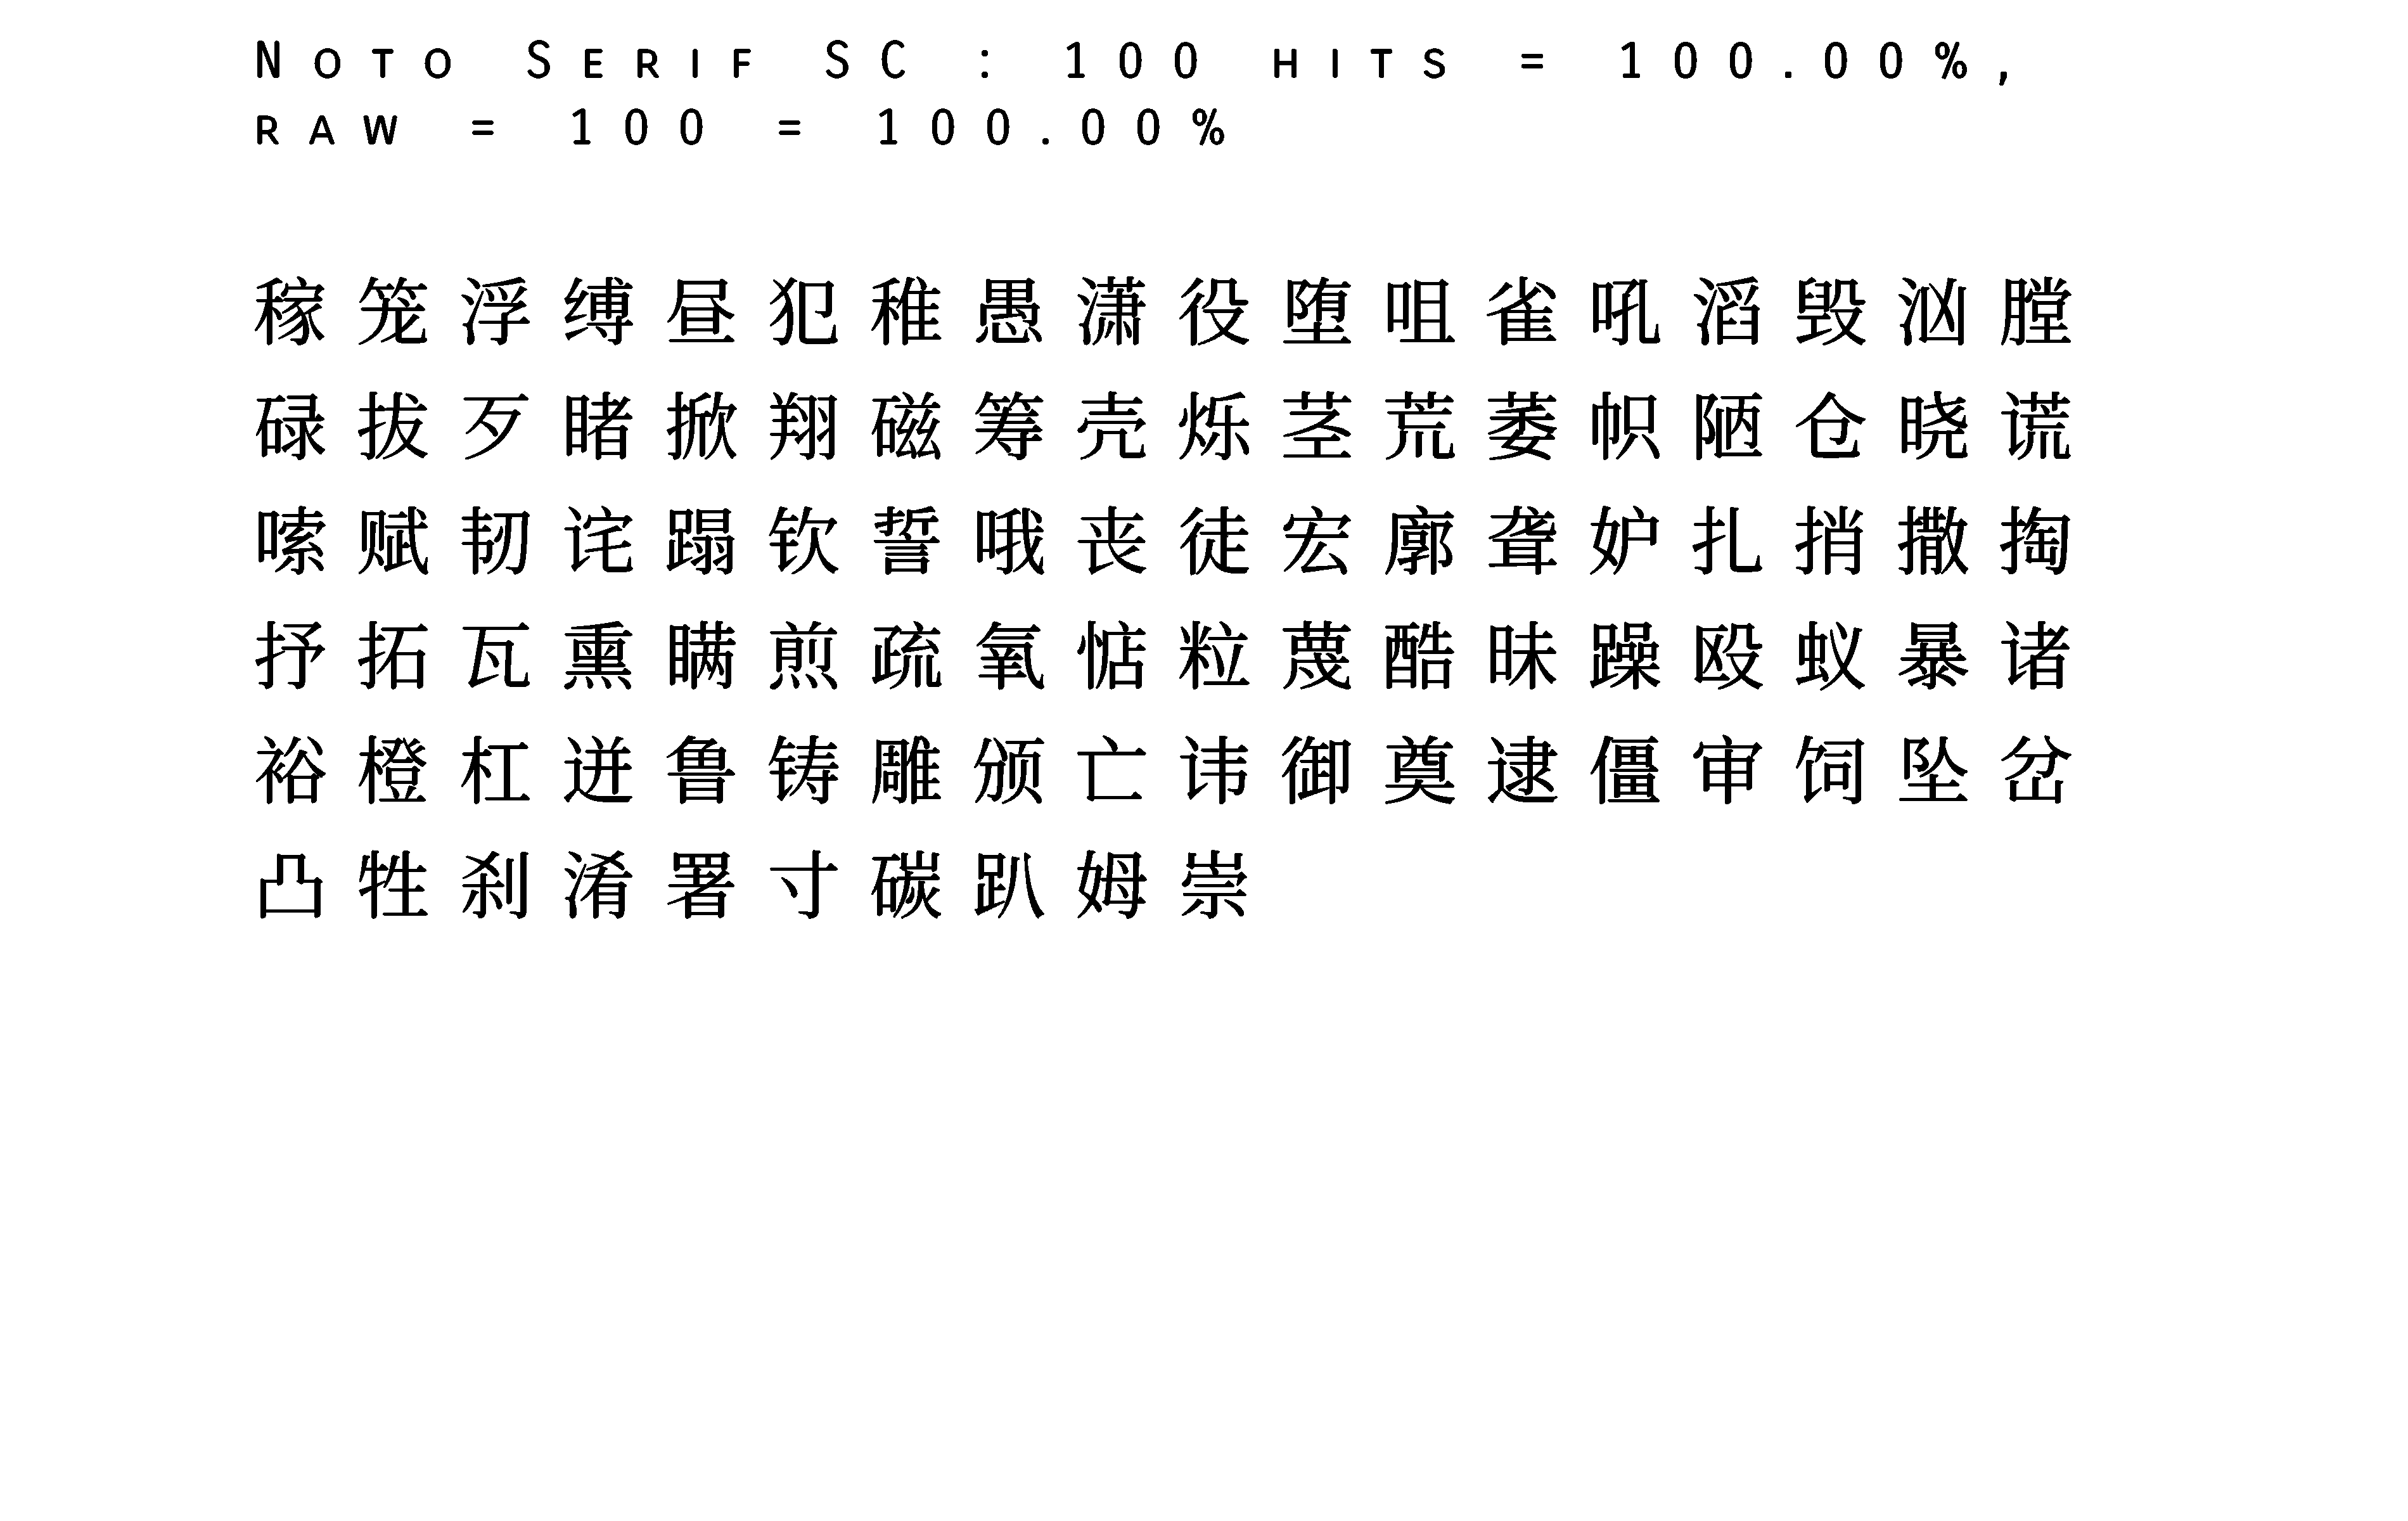 Noto Serif SC : 100 hits = 100.00%,
raw = 100 = 100.00%
稼笼浮缚昼犯稚愚潇役堕咀雀吼滔毁汹膛
碌拔歹睹掀翔磁筹壳烁茎荒萎帜陋仓晓谎
嗦赋韧诧蹋钦誓哦丧徒宏廓聋妒扎捎撒掏
抒拓瓦熏瞒煎疏氧惦粒蔑酷昧躁殴蚁暴诸
裕橙杠迸鲁铸雕颁亡讳御奠逮僵审饲坠岔
凸牲刹淆署寸碳趴姆崇